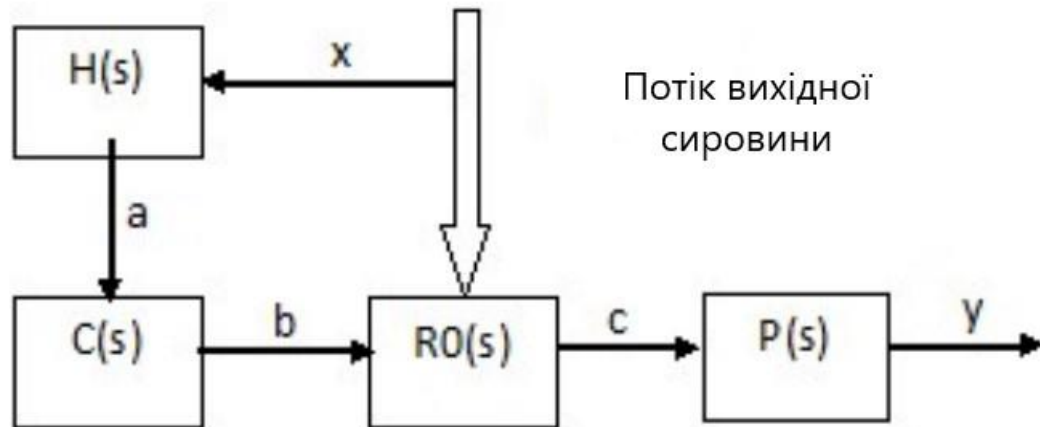 H(s)
x
Потік вихідної
сировини
a
C(s)
b
R0(s)
c
P(s)
y